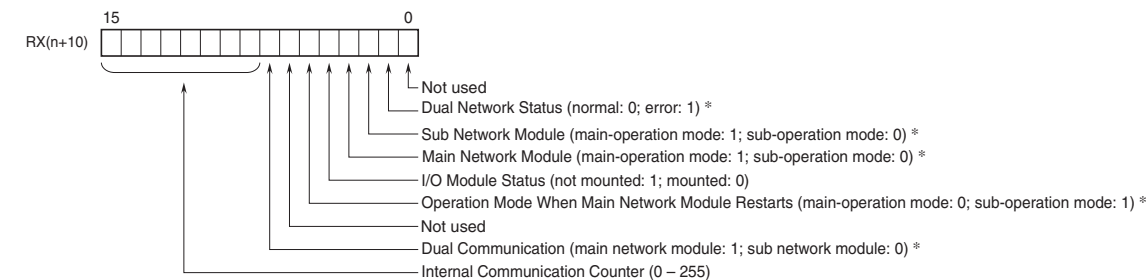 15 0
RX(n+10)
Not used
Dual Network Status (normal: 0; error: 1) *
Sub Network Module (main-operation mode: 1; sub-operation mode: 0) *
Main Network Module (main-operation mode: 1; sub-operation mode: 0) *
I/O Module Status (not mounted: 1; mounted: 0)
Operation Mode When Main Network Module Restarts (main-operation mode: 0; sub-operation mode: 1) *
Not used
Dual Communication (main network module: 1; sub network module: 0) *
Internal Communication Counter (0 – 255)